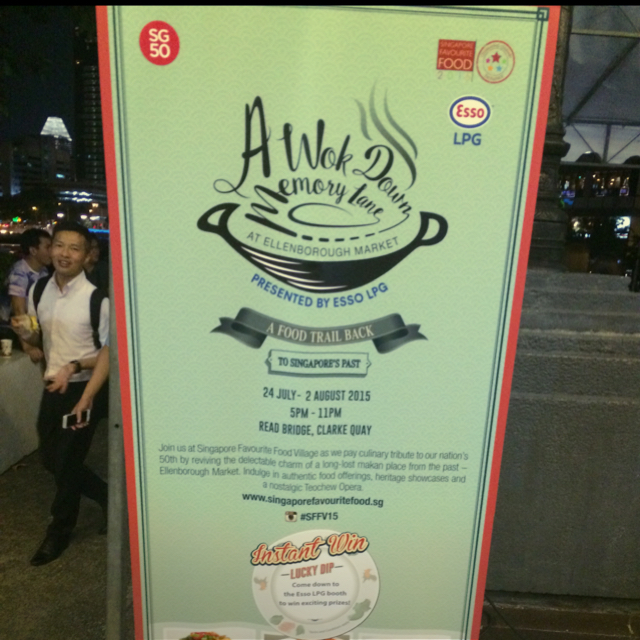 SG
50
SINGAPORE
FAVOURITE
FOOD
Esso
LPG
A Wok Down
Memory Lane
AT ELLENBOROUGH MARKET
PRESENTED BY ESSO LPG
A FOOD TRAIL BACK
TO SINGAPORE'S PAST
24 JULY- 2 AUGUST 2015
5PM - 11PM
READ BRIDGE, CLARKE QUAY
Join us at Singapore Favourite Food Village as we pay culinary tribute to our nation's
50th by reviving the delectable charm of a long-lost makan place from the past –
Ellenborough Market. Indulge in authentic food offerings, heritage showcases and
a nostalgic Teochew Opera.
www.singaporefavouritefood.sg
#SFFV15
Instant Win
LUCKY DIP
Come down to
the Esso LPG booth
to win exciting prizes!